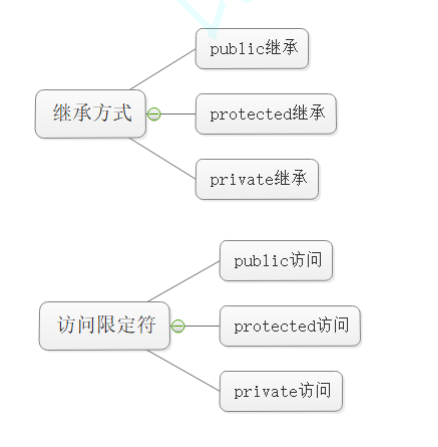 public继承
继承方式
protected继承
private继承
public访问
访问限定符
protected访问
private访问